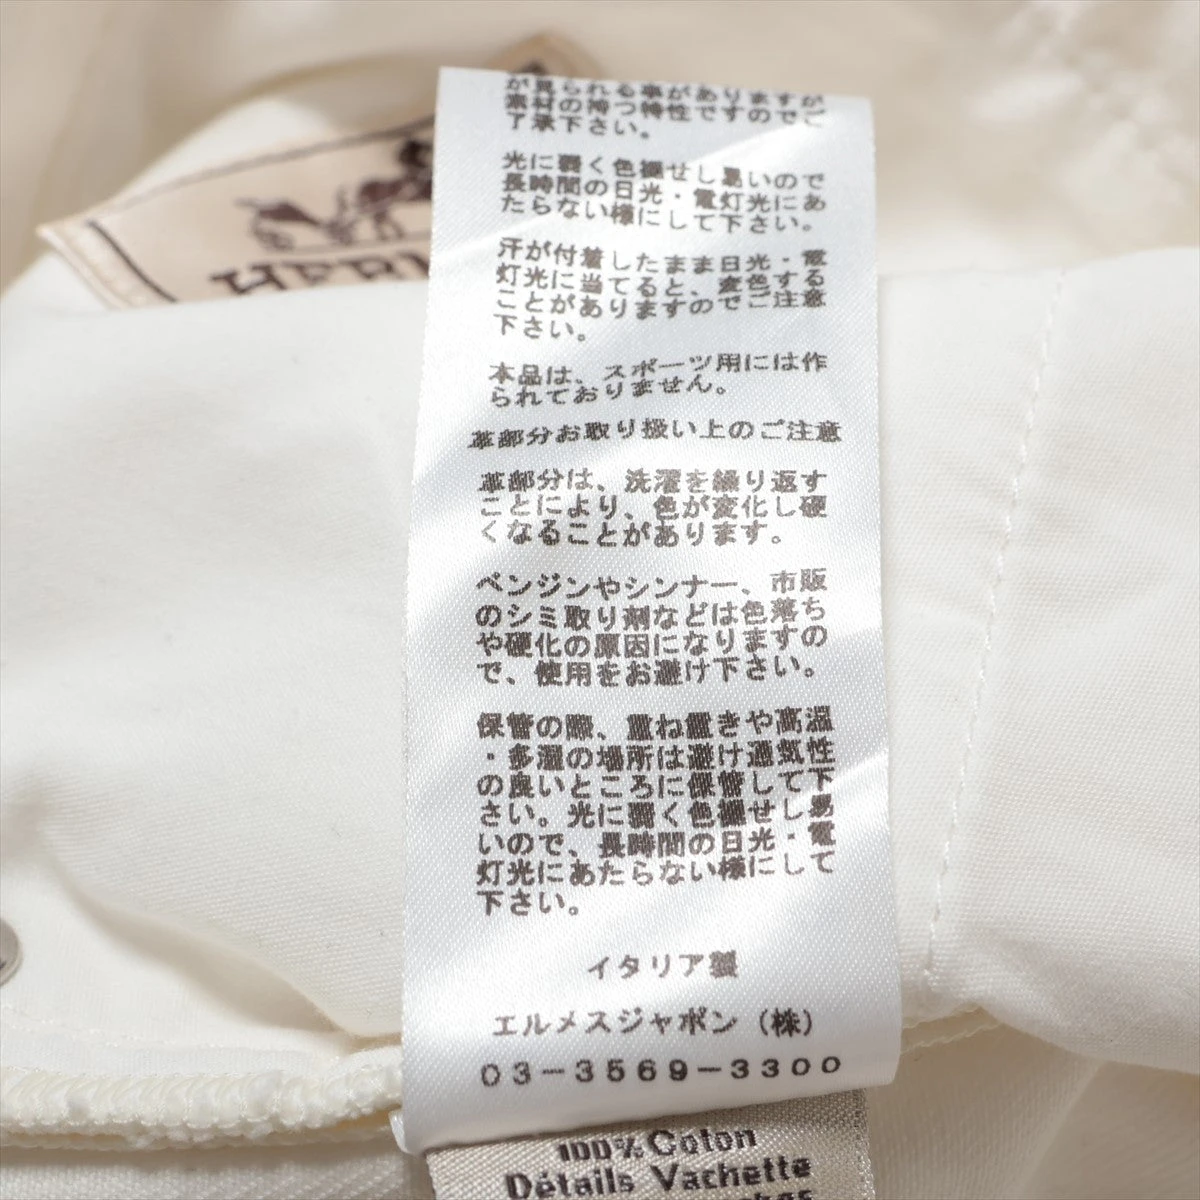 が見られる事がありますが
素材の持つ特性ですのでご
了承下さい。
光に弱く色褪せし易いので
長時間の日光・電灯光にあ
たらない様にして下さい。
汗が付着したまま日光・電
灯光に当てると、変色する
ことがありますのでご注意
下さい。
本品は、スポーツ用には作
られておりません。
革部分お取り扱い上のご注意
革部分は、洗濯を繰り返す
ことにより、色が変化し硬
くなることがあります。
ベンジンやシンナー、市販
のシミ取り剤などは色落ち
や硬化の原因になりますの
で、使用をお避け下さい。
保管の際、重ね置きや高温
・多湿の場所は避け通気性
の良いところに保管して下
さい。光に弱く色褪せし易
いので、長時間の日光・電
灯光にあたらない様にして
下さい。
イタリア製
エルメスジャポン（株）
03-3569-3300
100% Coton
Détails Vachette